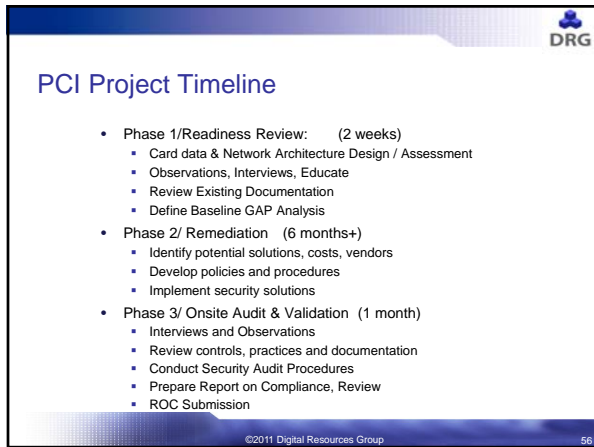 DRG
PCI Project Timeline
• Phase 1/Readiness Review: (2 weeks)
▪ Card data & Network Architecture Design / Assessment
▪ Observations, Interviews, Educate
▪ Review Existing Documentation
▪ Define Baseline GAP Analysis
• Phase 2/ Remediation (6 months+)
▪ Identify potential solutions, costs, vendors
▪ Develop policies and procedures
▪ Implement security solutions
• Phase 3/ Onsite Audit & Validation (1 month)
▪ Interviews and Observations
▪ Review controls, practices and documentation
▪ Conduct Security Audit Procedures
▪ Prepare Report on Compliance, Review
▪ ROC Submission
©2011 Digital Resources Group 56